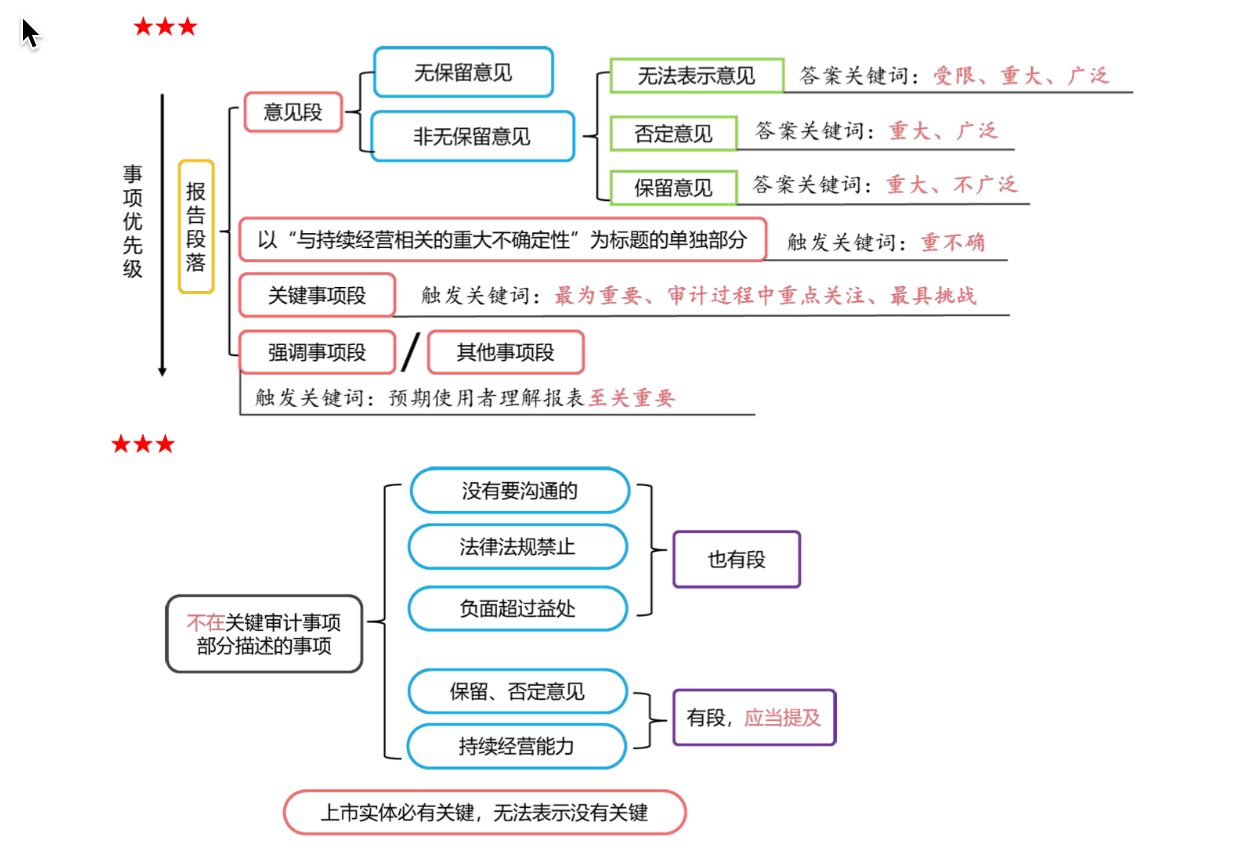 ★★★
事项优先级
报告段落
意见段
无保留意见
非无保留意见
无法表示意见 答案关键词：受限、重大、广泛
否定意见 答案关键词：重大、广泛
保留意见 答案关键词：重大、不广泛
以“与持续经营相关的重大不确定性”为标题的单独部分 触发关键词：重不确
关键事项段 触发关键词：最为重要、审计过程中重点关注、最具挑战
强调事项段 / 其他事项段
触发关键词：预期使用者理解报表至关重要
★★★
不在关键审计事项
部分描述的事项
没有要沟通的
法律法规禁止
负面超过益处
也有段
保留、否定意见
持续经营能力
有段，应当提及
上市实体必有关键，无法表示没有关键